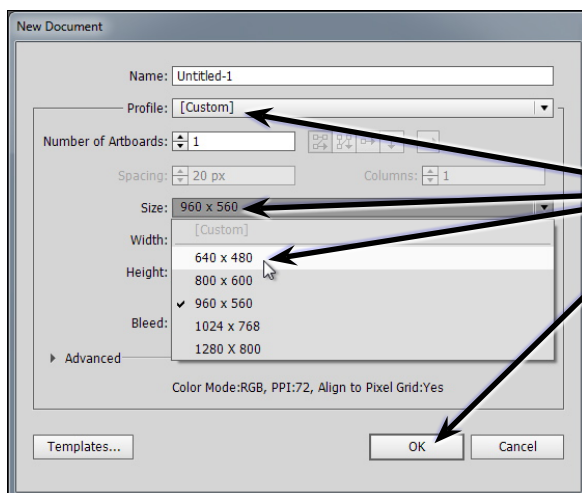 New Document
Name: Untitled-1
Profile: [Custom]
Number of Artboards: 1
Spacing: 20 px Columns: 1
Size: 960 x 560
[Custom]
Width:
640 x 480
Height:
800 x 600
960 x 560
Bleed: 1024 x 768
1280 X 800
Advanced
Color Mode:RGB, PPI:72, Align to Pixel Grid:Yes
Templates... OK Cancel